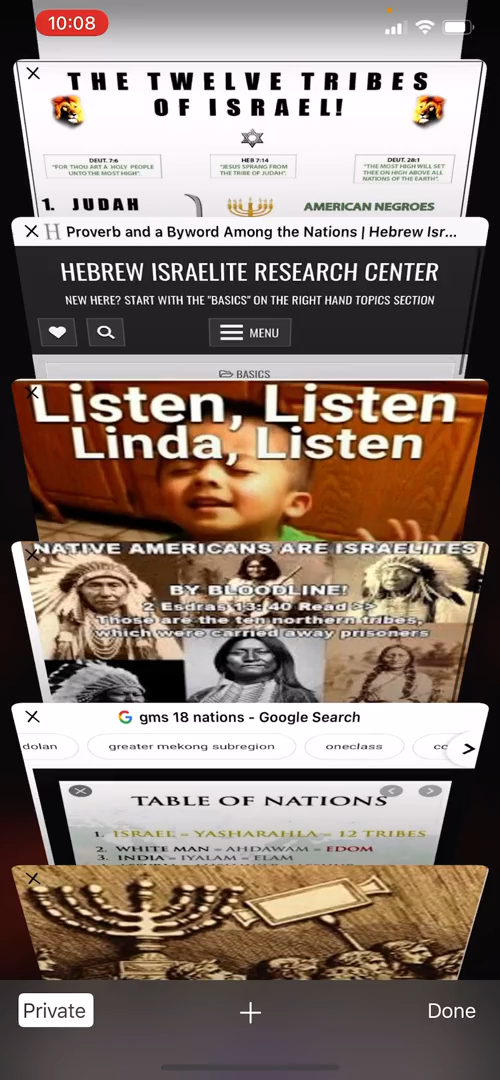 10:08
THE TWELVE TRIBES
OF ISRAEL!
DEUT. 7:6
"FOR THOU ART A HOLY PEOPLE
UNTO THE MOST HIGH".
HEB 7:14
"JESUS SPRANG FROM
THE TRIBE OF JUDAH".
DEUT. 28:1
"THE MOST HIGH WILL SET
THEE ON HIGH ABOVE ALL
NATIONS OF THE EARTH".
1. JUDAH
AMERICAN NEGROES
H Proverb and a Byword Among the Nations | Hebrew Isr...
HEBREW ISRAELITE RESEARCH CENTER
NEW HERE? START WITH THE "BASICS" ON THE RIGHT HAND TOPICS SECTION
MENU
BASICS
Listen, Listen
Linda, Listen
NATIVE AMERICANS ARE ISRAELITES
BY BLOODLINE!
2 Esdras 13:40 Read >>
Those are the ten northern tribes,
which were carried away prisoners
gms 18 nations - Google Search
dolan
greater mekong subregion
oneclass
cc
TABLE OF NATIONS
1. ISRAEL = YASHARAHLA = 12 TRIBES
2. WHITE MAN = AHDAWAM = EDOM
3. INDIA = IYALAM = ELAM
Private
Done